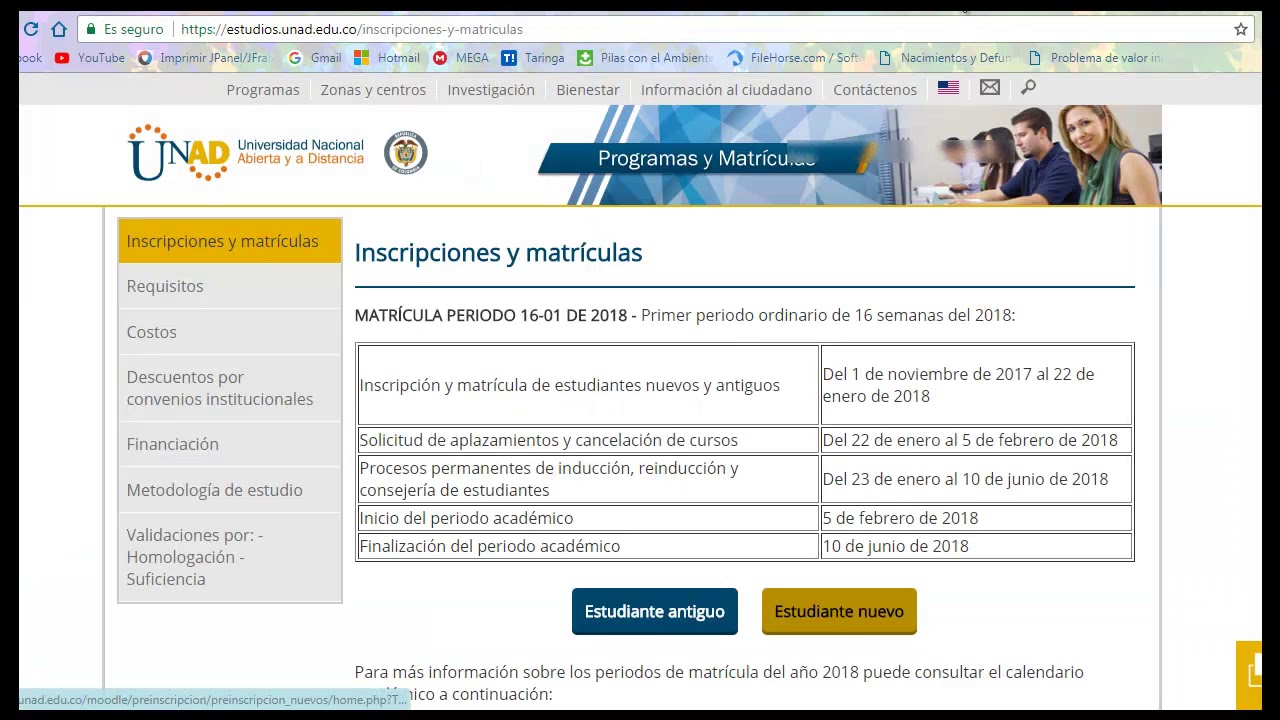 Es seguro | https://estudios.unad.edu.co/inscripciones-y-matriculas
ook YouTube Imprimir JPanel/JFra Gmail Hotmail MEGA Taringa Pilas con el Ambiente FileHorse.com / Soft Nacimientos y Defun Problema de valor in
Programas Zonas y centros Investigación Bienestar Información al ciudadano Contáctenos
UNAD Universidad Nacional
Abierta y a Distancia
Programas y Matrículas
Inscripciones y matrículas
Requisitos
Costos
Descuentos por
convenios institucionales
Financiación
Metodología de estudio
Validaciones por: -
Homologación -
Suficiencia
Inscripciones y matrículas
MATRÍCULA PERIODO 16-01 DE 2018 - Primer periodo ordinario de 16 semanas del 2018:
Inscripción y matrícula de estudiantes nuevos y antiguos
Del 1 de noviembre de 2017 al 22 de
enero de 2018
Solicitud de aplazamientos y cancelación de cursos
Del 22 de enero al 5 de febrero de 2018
Procesos permanentes de inducción, reinducción y
consejería de estudiantes
Del 23 de enero al 10 de junio de 2018
Inicio del periodo académico
5 de febrero de 2018
Finalización del periodo académico
10 de junio de 2018
Estudiante antiguo
Estudiante nuevo
Para más información sobre los periodos de matrícula del año 2018 puede consultar el calendario
ico a continuación:
unad.edu.co/moodle/preinscripcion/preinscripcion_nuevos/home.php?T...